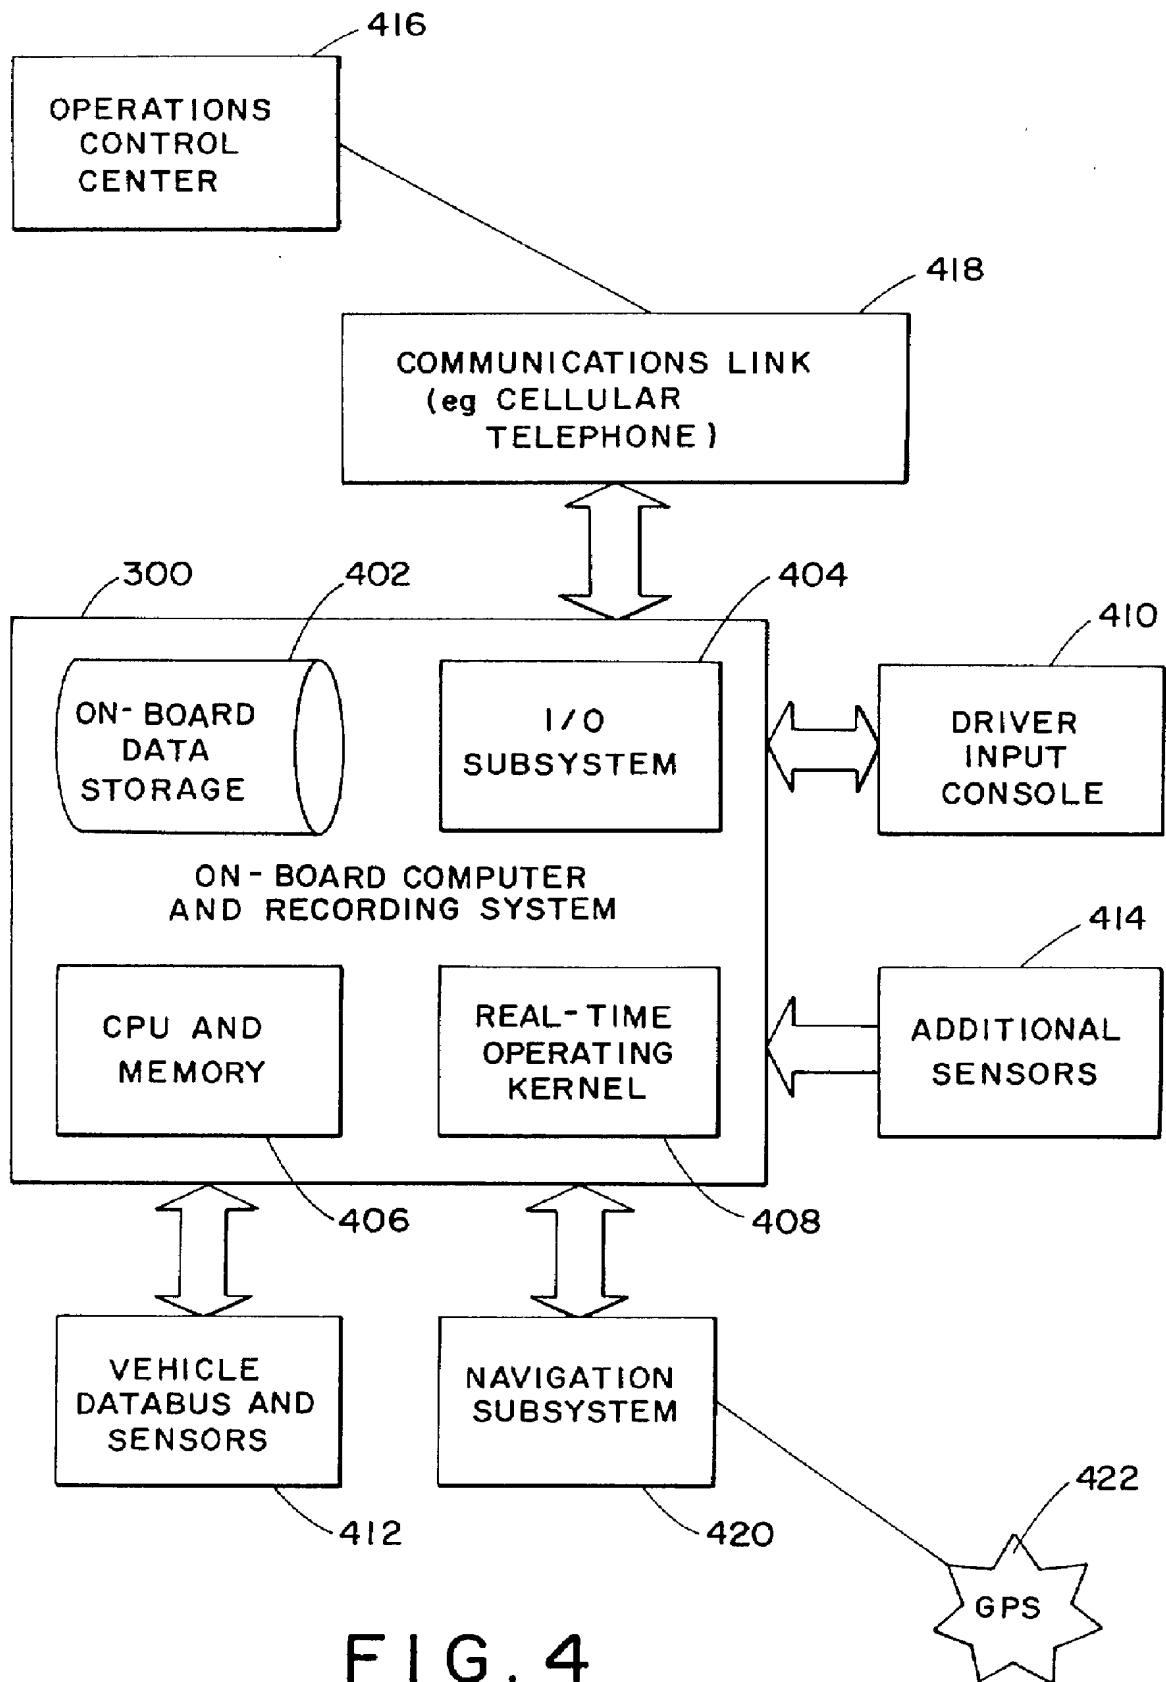 416
OPERATIONS
CONTROL
CENTER
418
COMMUNICATIONS LINK
(eg CELLULAR
TELEPHONE)
300
402
404
410
ON-BOARD
DATA
STORAGE
I/O
SUBSYSTEM
DRIVER
INPUT
CONSOLE
ON-BOARD COMPUTER
AND RECORDING SYSTEM
414
CPU AND
MEMORY
REAL-TIME
OPERATING
KERNEL
ADDITIONAL
SENSORS
406
408
VEHICLE
DATABUS AND
SENSORS
NAVIGATION
SUBSYSTEM
412
420
422
GPS
FIG. 4